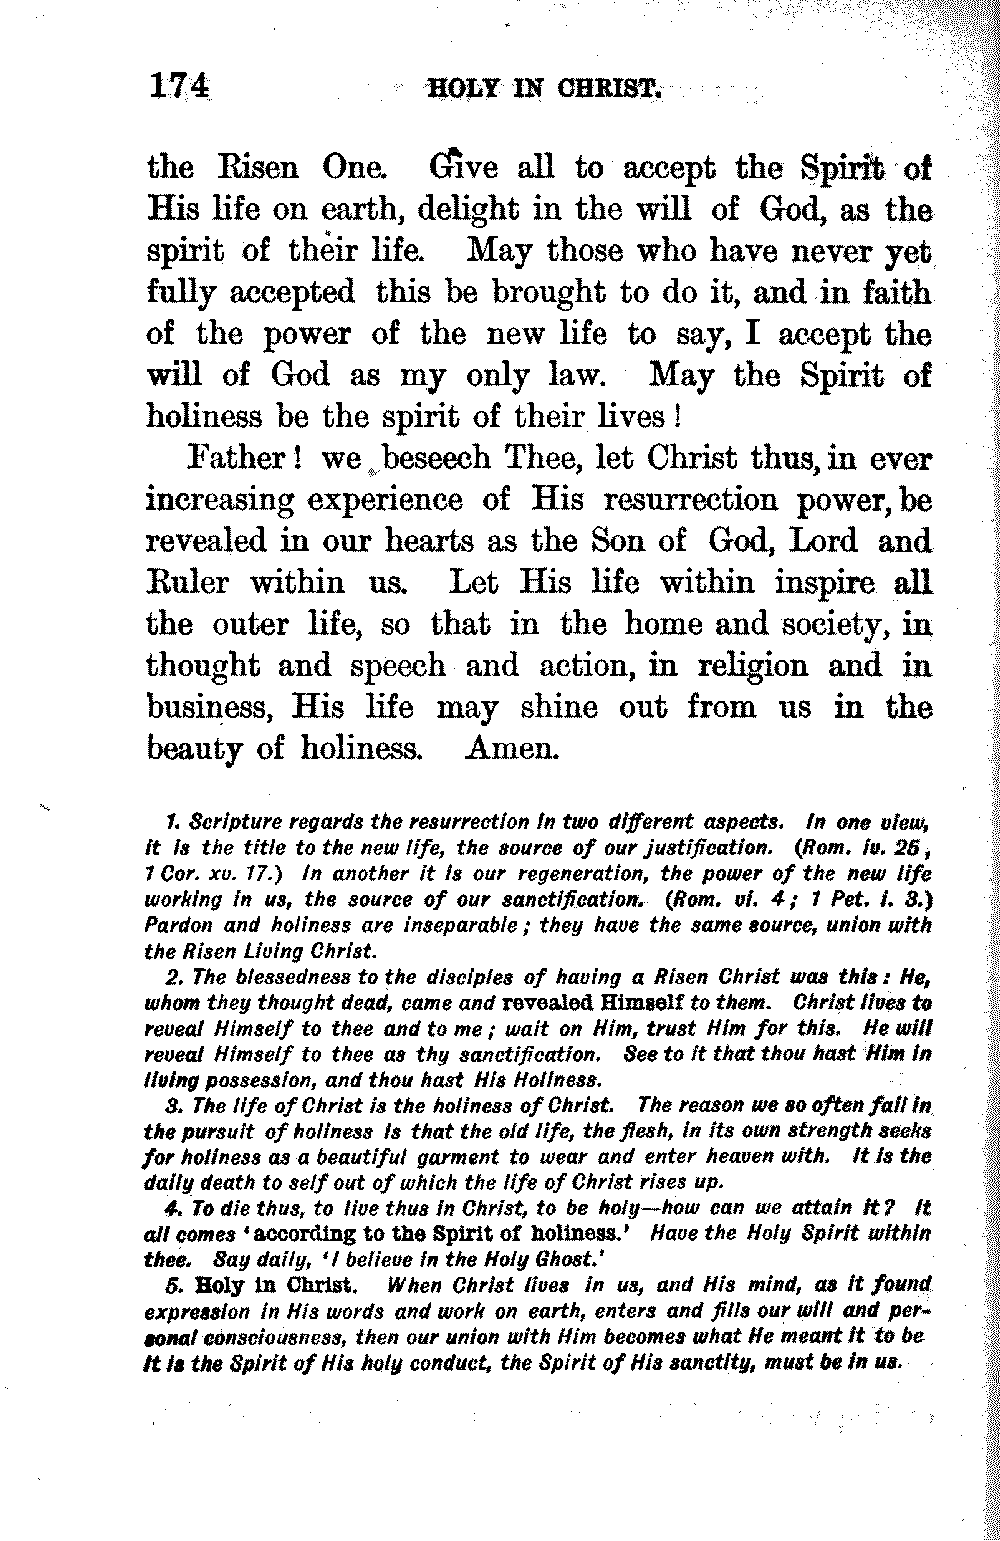 174 HOLY IN CHRIST.
the Risen One. Give all to accept the Spirit of
His life on earth, delight in the will of God, as the
spirit of their life. May those who have never yet
fully accepted this be brought to do it, and in faith
of the power of the new life to say, I accept the
will of God as my only law. May the Spirit of
holiness be the spirit of their lives!
Father! we beseech Thee, let Christ thus, in ever
increasing experience of His resurrection power, be
revealed in our hearts as the Son of God, Lord and
Ruler within us. Let His life within inspire all
the outer life, so that in the home and society, in
thought and speech and action, in religion and in
business, His life may shine out from us in the
beauty of holiness. Amen.
1. Scripture regards the resurrection in two different aspects. In one view,
it is the title to the new life, the source of our justification. (Rom. iv. 25,
1 Cor. xv. 17.) In another it is our regeneration, the power of the new life
working in us, the source of our sanctification. (Rom. vi. 4; 1 Pet. i. 3.)
Pardon and holiness are inseparable; they have the same source, union with
the Risen Living Christ.
2. The blessedness to the disciples of having a Risen Christ was this: He,
whom they thought dead, came and revealed Himself to them. Christ lives to
reveal Himself to thee and to me; wait on Him, trust Him for this. He will
reveal Himself to thee as thy sanctification. See to it that thou hast Him in
living possession, and thou hast His Holiness.
3. The life of Christ is the holiness of Christ. The reason we so often fail in
the pursuit of holiness is that the old life, the flesh, in its own strength seeks
for holiness as a beautiful garment to wear and enter heaven with. It is the
daily death to self out of which the life of Christ rises up.
4. To die thus, to live thus in Christ, to be holy—how can we attain it? It
all comes 'according to the Spirit of holiness.' Have the Holy Spirit within
thee. Say daily, 'I believe in the Holy Ghost.'
5. Holy in Christ. When Christ lives in us, and His mind, as it found
expression in His words and work on earth, enters and fills our will and per-
sonal consciousness, then our union with Him becomes what He meant it to be
It is the Spirit of His holy conduct, the Spirit of His sanctity, must be in us.